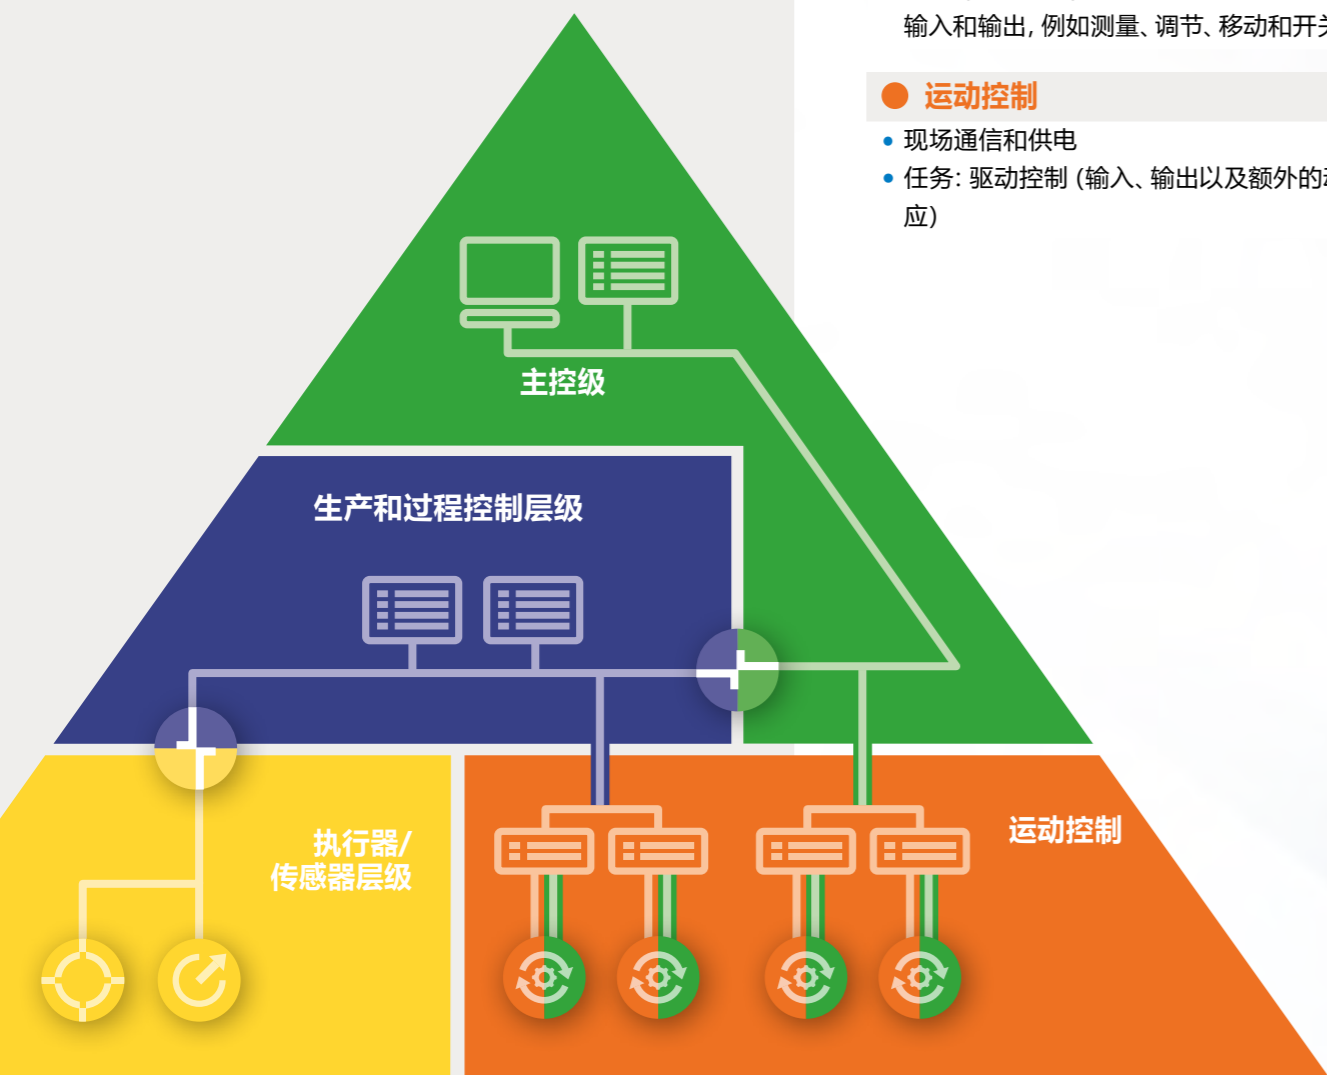 输入和输出, 例如测量、调节、移动和开
运动控制
• 现场通信和供电
• 任务: 驱动控制 (输入、输出以及额外的
应)
主控级
生产和过程控制层级
执行器/
传感器层级
运动控制